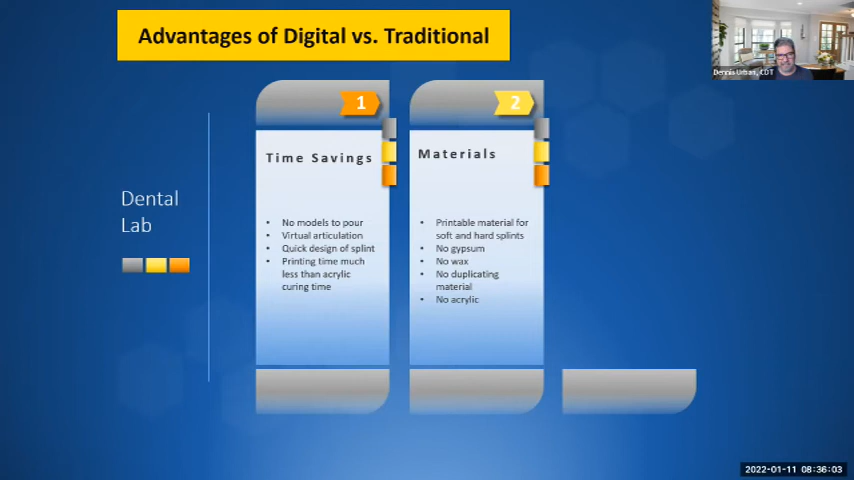 Advantages of Digital vs. Traditional
Dennis Urban, CDT
1
2
Time Savings
Materials
Dental
Lab
• No models to pour
• Virtual articulation
• Quick design of splint
• Printing time much
less than acrylic
curing time
• Printable material for
soft and hard splints
• No gypsum
• No wax
• No duplicating
material
• No acrylic
2022-01-11 08:36:03